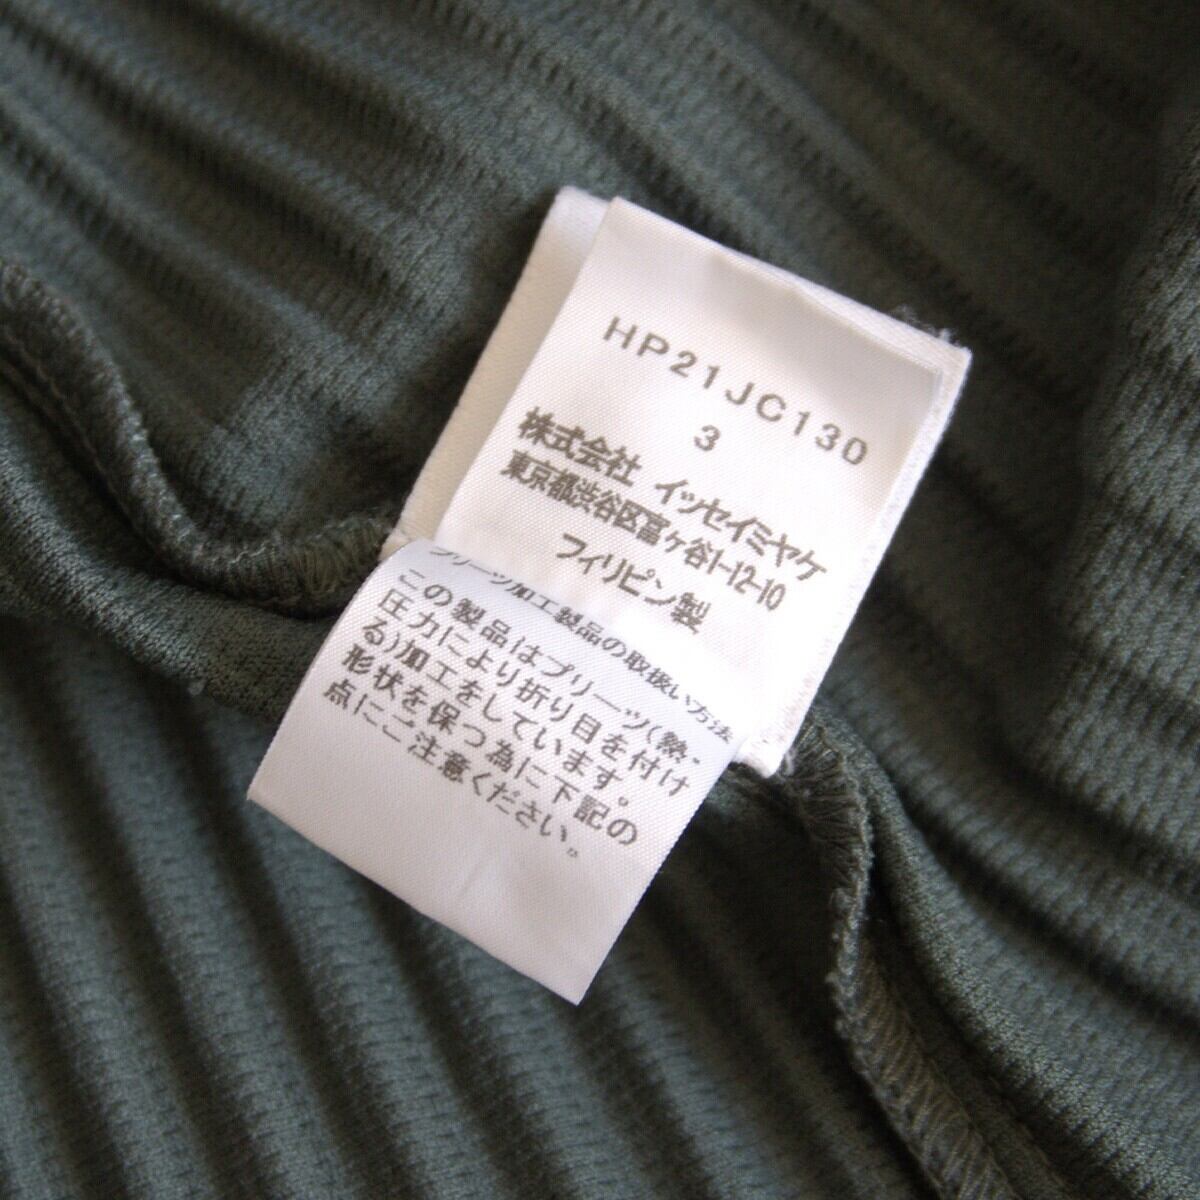 HP21JC130
3
株式会社 イッセイミヤケ
東京都渋谷区富ヶ谷1-12-10
フィリピン製
プリーツ加工製品の取扱い方法
この製品はプリーツ(熱、
圧力により折り目を付け
る)加工をしています。
形状を保つ為に下記の
点にご注意ください。